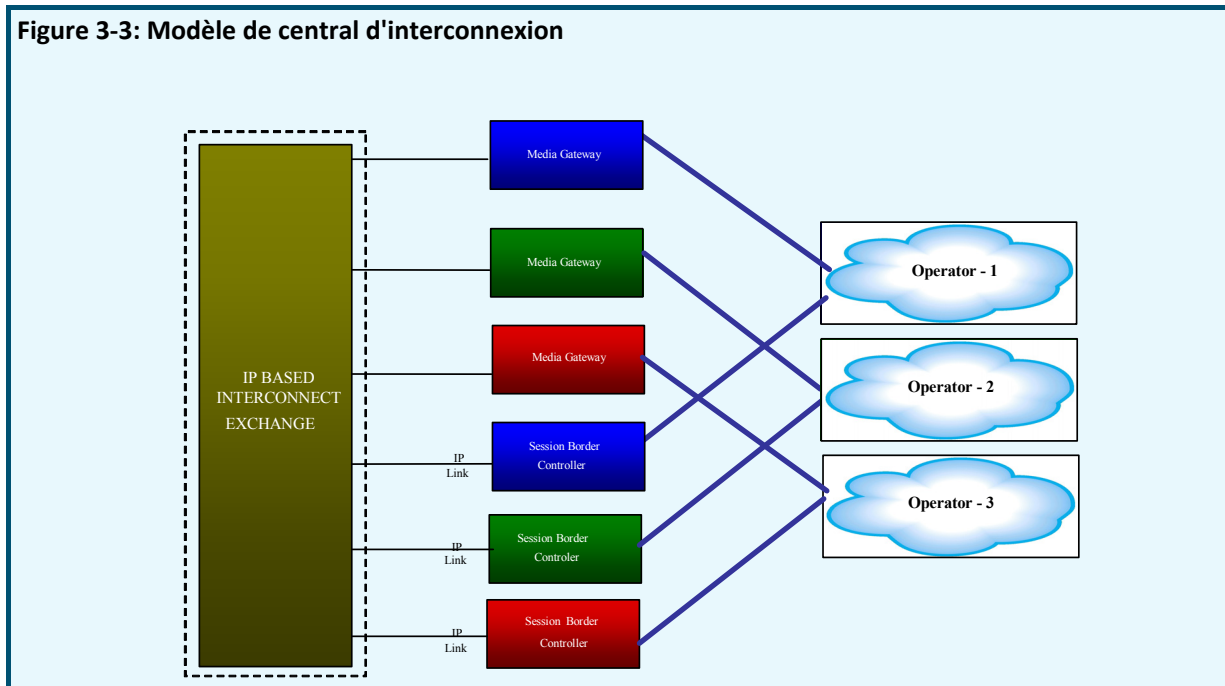 Figure 3-3: Modèle de central d'interconnexion
Media Gateway
Media Gateway
Media Gateway
IP BASED
INTERCONNECT
EXCHANGE
Session Border
Controller
IP
Link
Session Border
Controler
IP
Link
Session Border
Controller
IP
Link
Operator - 1
Operator - 2
Operator - 3